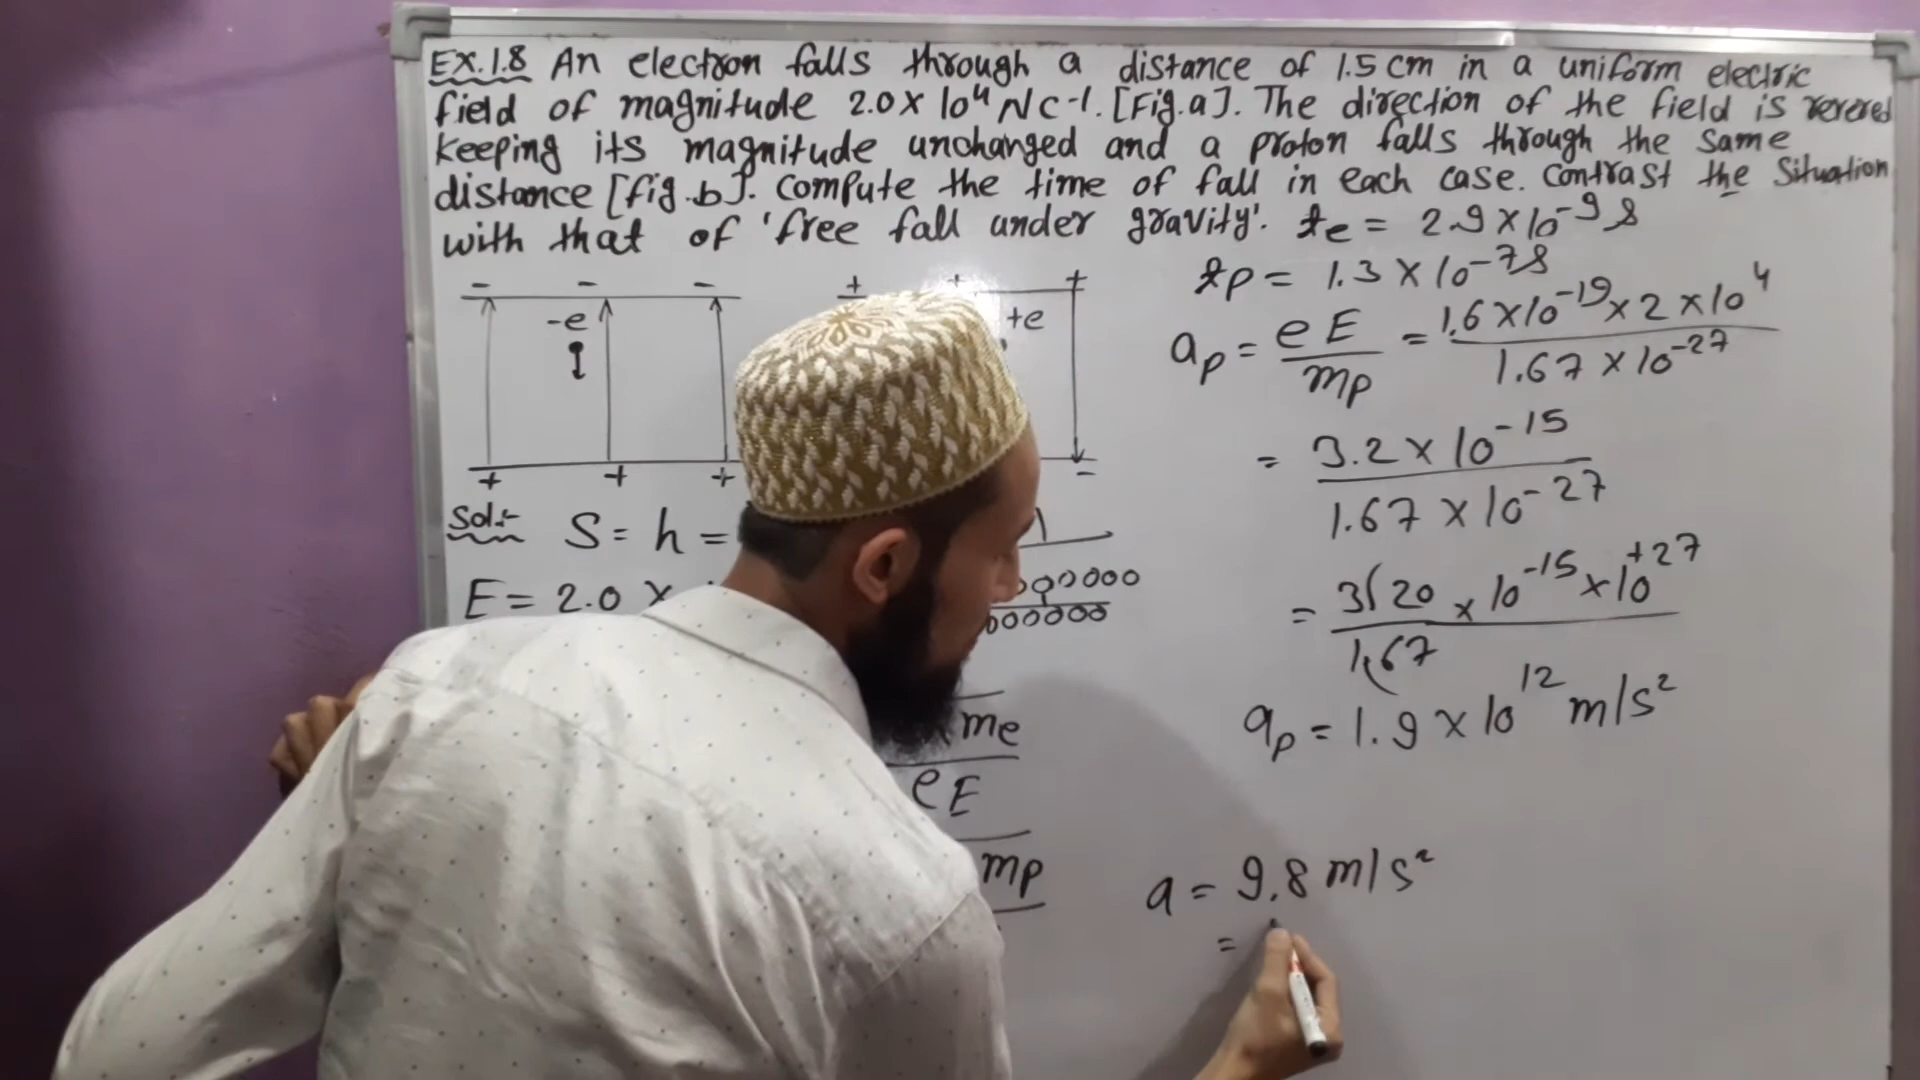 EX.1.8 An electron falls through a distance of 1.5 cm in a uniform electric
field of magnitude 2.0 x 10⁴ NC-1. [Fig.a]. The direction of the field is revered
keeping its magnitude unchanged and a proton falls through the same
distance [fig.b]. Compute the time of fall in each case. Contrast the Situation
with that of 'free fall under gravity'. te = 2.9 x 10⁻⁹ s
tp = 1.3 x 10⁻⁷ s
- - -
-e
+ + +
+ + +
+e
-
ap = eE/mp = 1.6 x 10⁻¹⁹ x 2 x 10⁴ / 1.67 x 10⁻²⁷
= 3.2 x 10⁻¹⁵ / 1.67 x 10⁻²⁷
Sol:-
S = h =
E = 2.0 x
000000
= 3.20 x 10⁻¹⁵ x 10⁺²⁷ / 1.67
ap = 1.9 x 10¹² m/s²
me
eE
mp
a = 9.8 m/s²
=